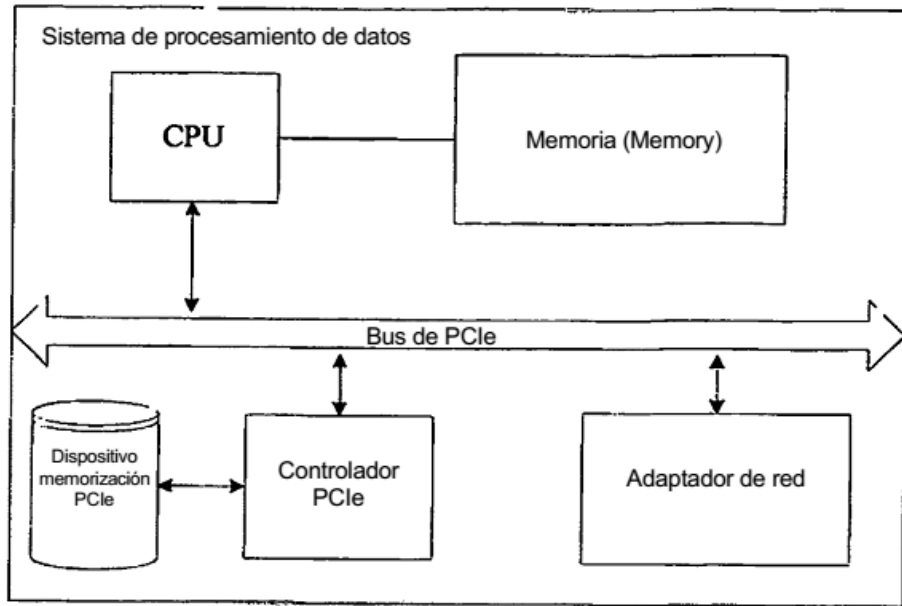 Sistema de procesamiento de datos
CPU
Memoria (Memory)
Bus de PCIe
Dispositivo
memorización
PCIe
Controlador
PCIe
Adaptador de red